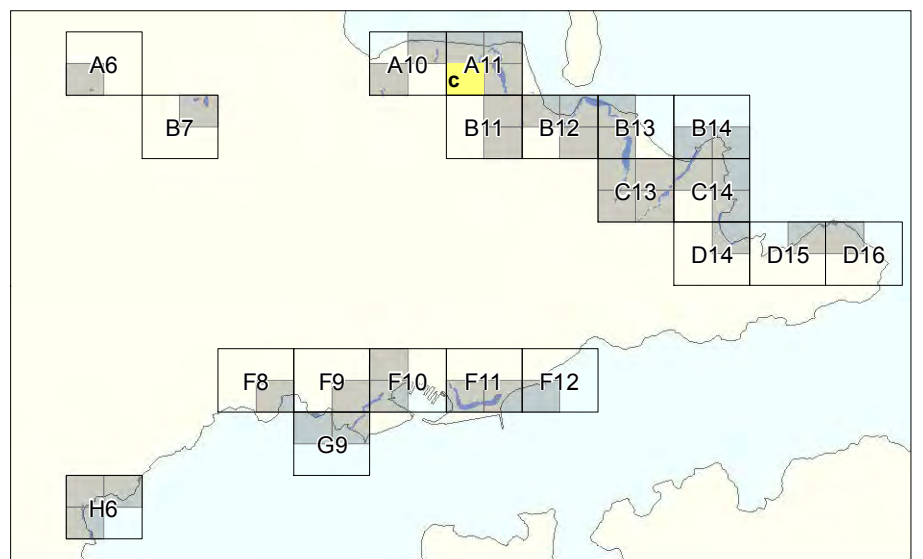 A6 A10 A11
c
B7 B11 B12 B13 B14
C13 C14
D14 D15 D16
F8 F9 F10 F11 F12
G9
H6